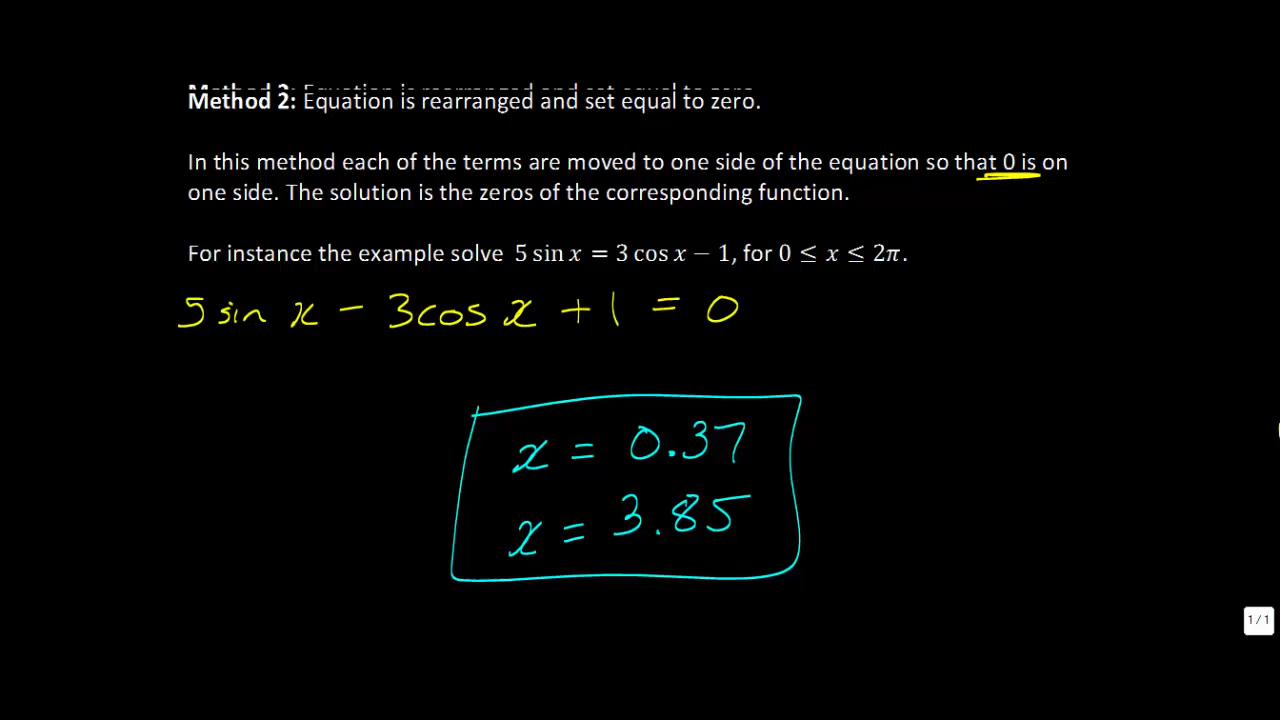 Method 2: Equation is rearranged and set equal to zero.
In this method each of the terms are moved to one side of the equation so that 0 is on
one side. The solution is the zeros of the corresponding function.
For instance the example solve 5 sin x = 3 cos x − 1, for 0 ≤ x ≤ 2π.
5 sin x − 3 cos x + 1 = 0
x = 0.37
x = 3.85
1 / 1